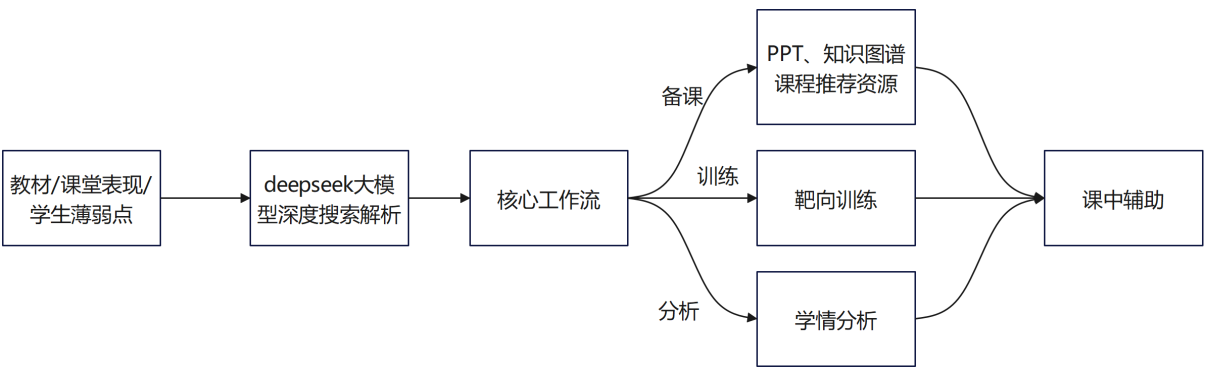 教材/课堂表现/
学生薄弱点
deepseek大模
型深度搜索解析
核心工作流
备课
训练
分析
PPT、知识图谱
课程推荐资源
靶向训练
学情分析
课中辅助